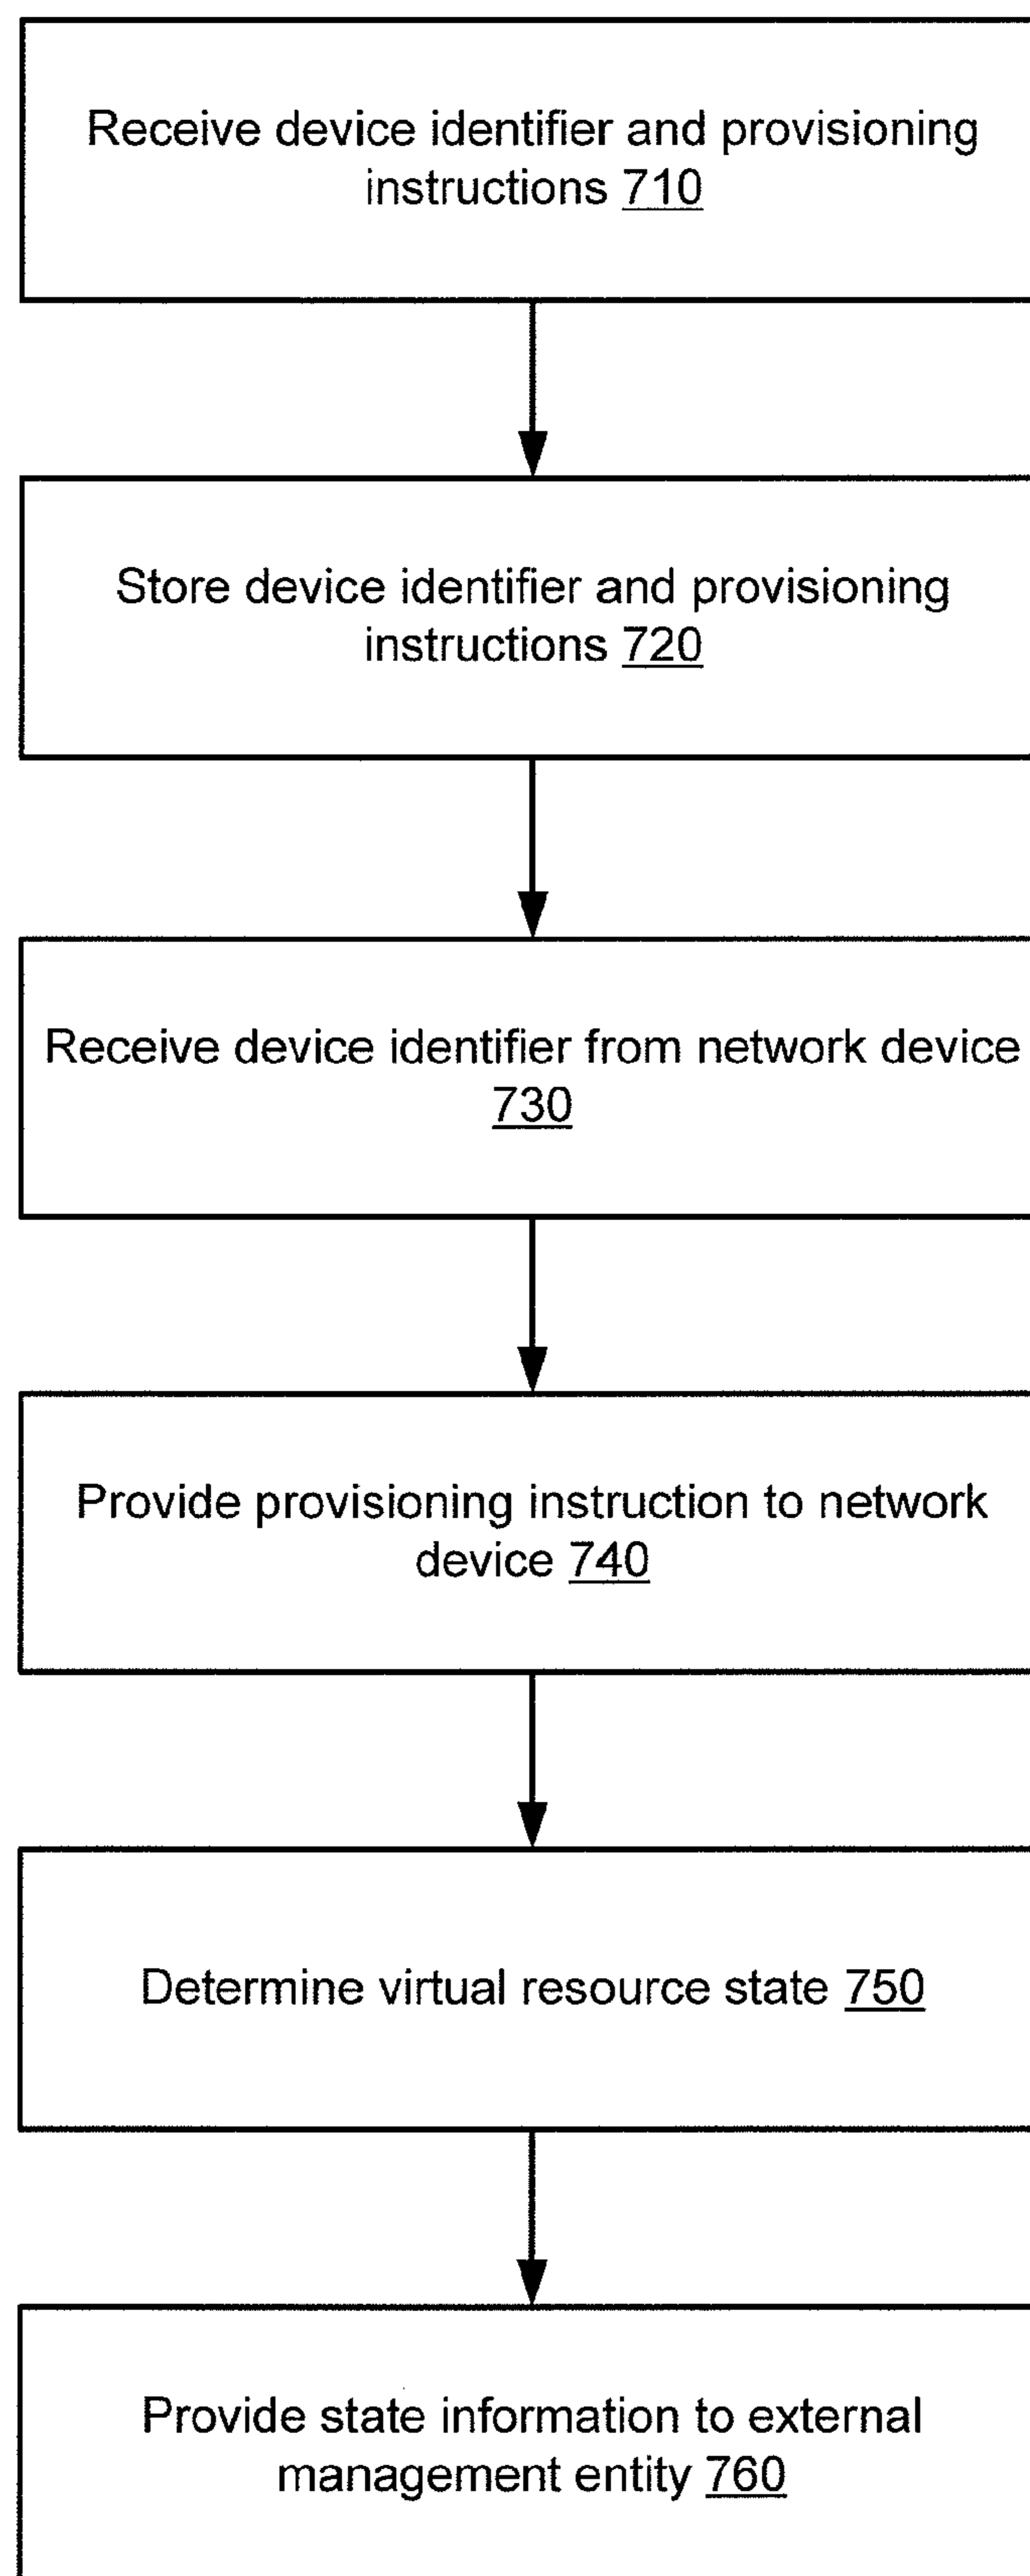 Receive device identifier and provisioning
instructions 710
Store device identifier and provisioning
instructions 720
Receive device identifier from network device
730
Provide provisioning instruction to network
device 740
Determine virtual resource state 750
Provide state information to external
management entity 760